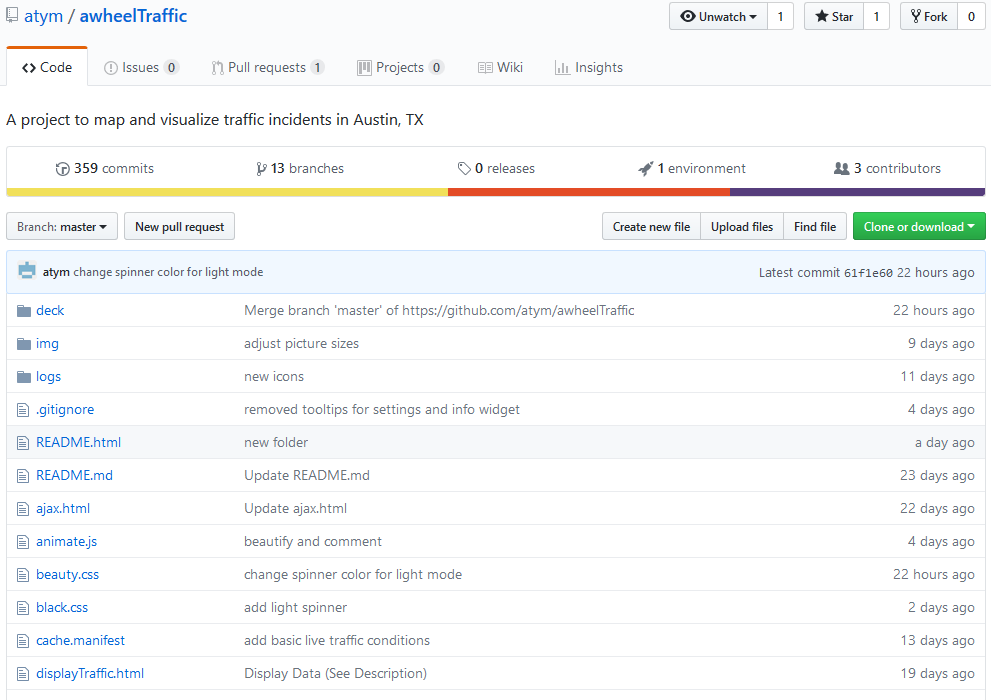 atym / awheelTraffic Unwatch 1 Star 1 Fork 0
Code Issues 0 Pull requests 1 Projects 0 Wiki Insights
A project to map and visualize traffic incidents in Austin, TX
359 commits 13 branches 0 releases 1 environment 3 contributors
Branch: master New pull request Create new file Upload files Find file Clone or download
atym change spinner color for light mode Latest commit 61f1e60 22 hours ago
deck Merge branch 'master' of https://github.com/atym/awheelTraffic 22 hours ago
img adjust picture sizes 9 days ago
logs new icons 11 days ago
.gitignore removed tooltips for settings and info widget 4 days ago
README.html new folder a day ago
README.md Update README.md 23 days ago
ajax.html Update ajax.html 22 days ago
animate.js beautify and comment 4 days ago
beauty.css change spinner color for light mode 22 hours ago
black.css add light spinner 2 days ago
cache.manifest add basic live traffic conditions 13 days ago
displayTraffic.html Display Data (See Description) 19 days ago